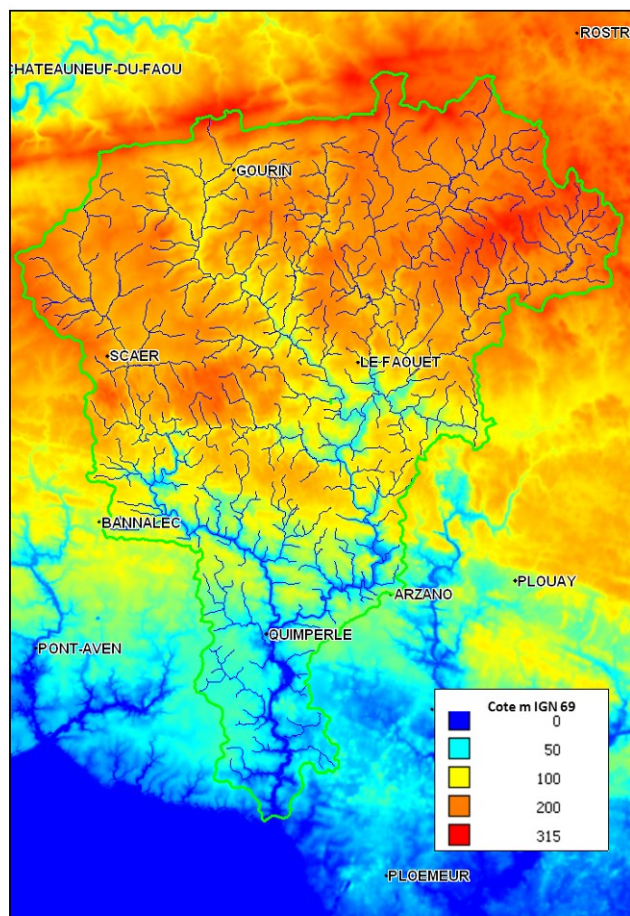 ROSTR
CHATEAUNEUF-DU-FAOU
GOURIN
SCAER
LE FAOUET
BANNALEC
PLOUAY
ARZANO
QUIMPERLE
PONT-AVEN
Cote m IGN 69
0
50
100
200
315
PLOEMEUR